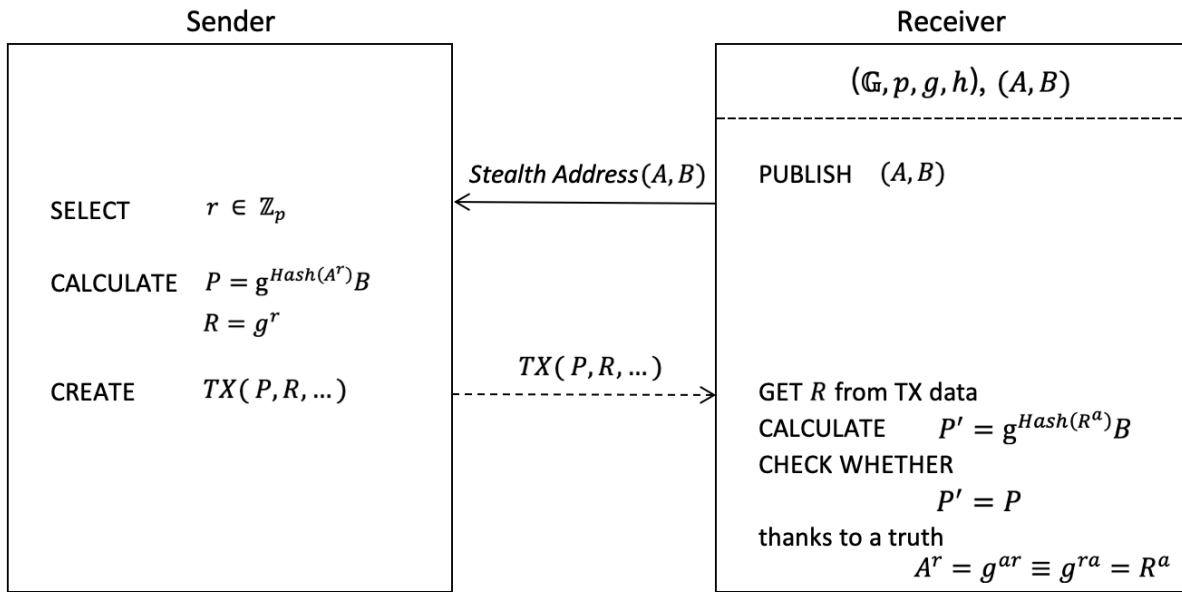 Sender
Receiver
(𝔾, p, g, h), (A, B)
Stealth Address(A, B)
PUBLISH (A, B)
SELECT r ∈ ℤₚ
CALCULATE P = g^{Hash(A^r)}B
R = g^r
CREATE TX(P, R, …)
TX(P, R, …)
GET R from TX data
CALCULATE P′ = g^{Hash(R^a)}B
CHECK WHETHER
P′ = P
thanks to a truth
A^r = g^{ar} ≡ g^{ra} = R^a